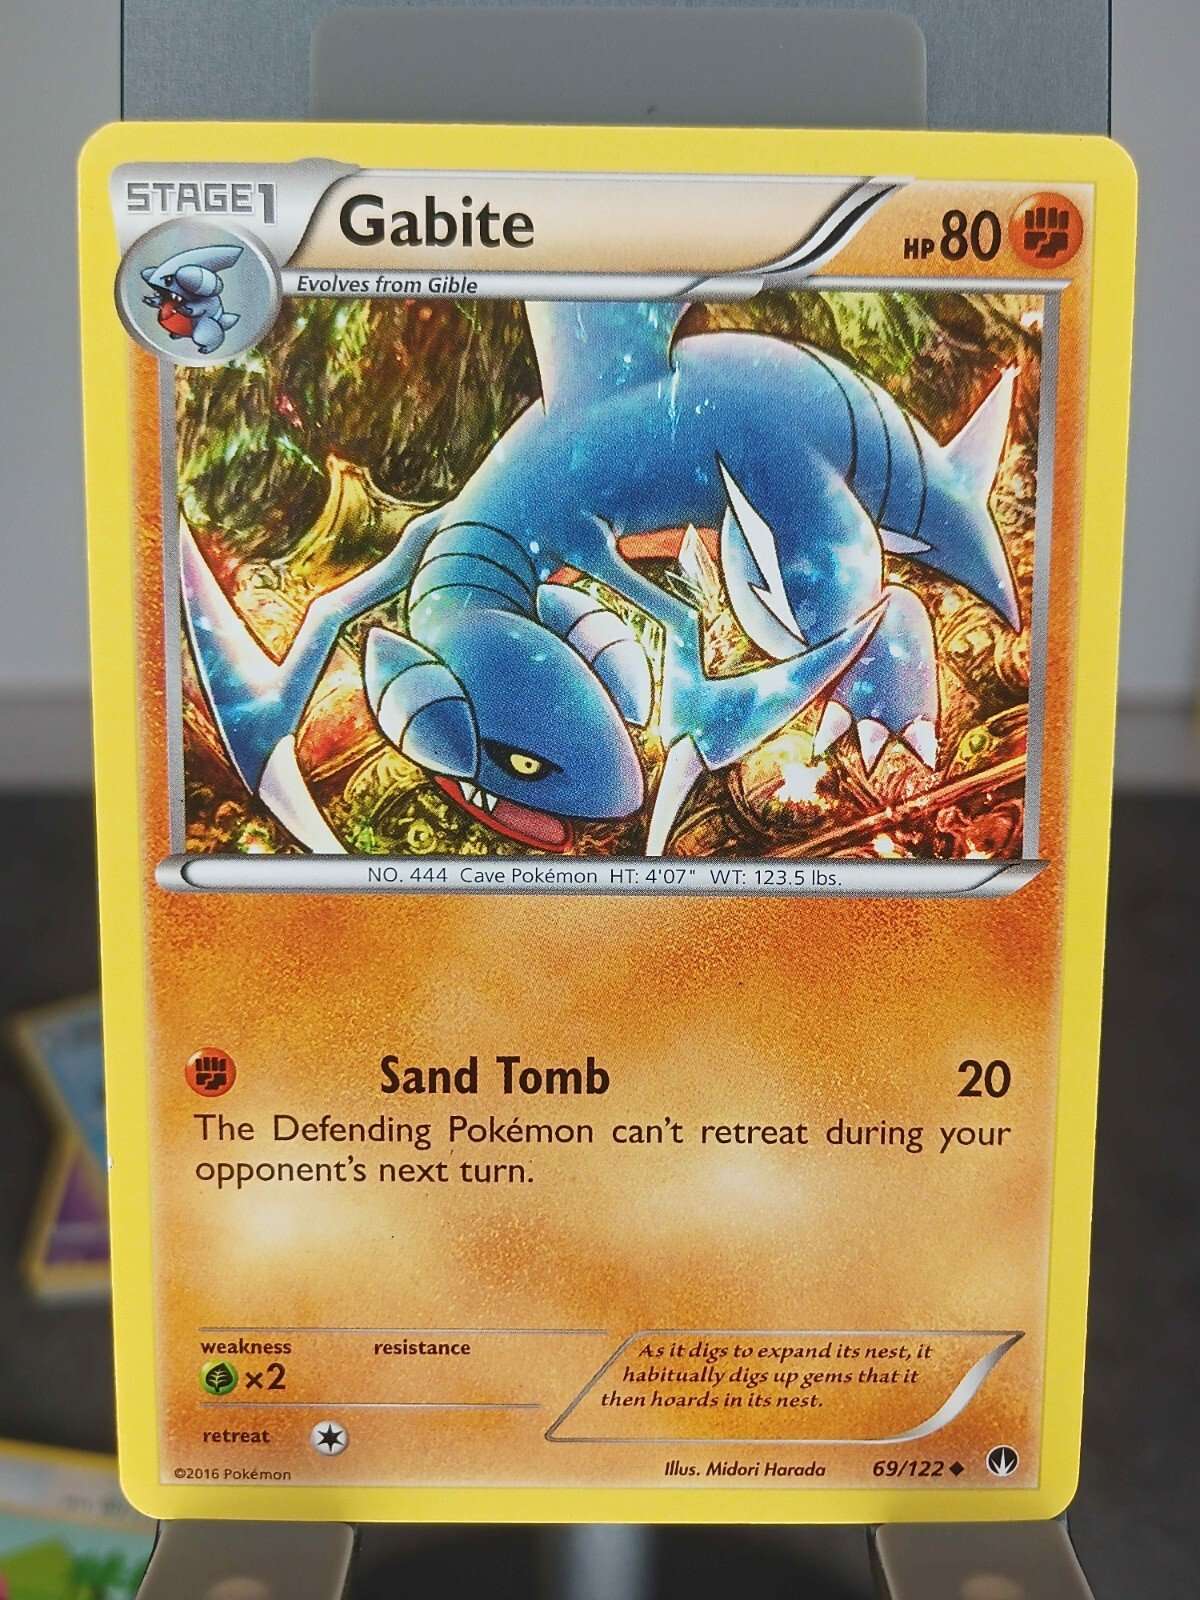 STAGE 1
Gabite
HP 80
Evolves from Gible
NO. 444 Cave Pokémon HT: 4'07" WT: 123.5 lbs.
Sand Tomb 20
The Defending Pokémon can't retreat during your
opponent's next turn.
weakness
resistance
×2
As it digs to expand its nest, it
habitually digs up gems that it
then hoards in its nest.
retreat
©2016 Pokémon
Illus. Midori Harada
69/122